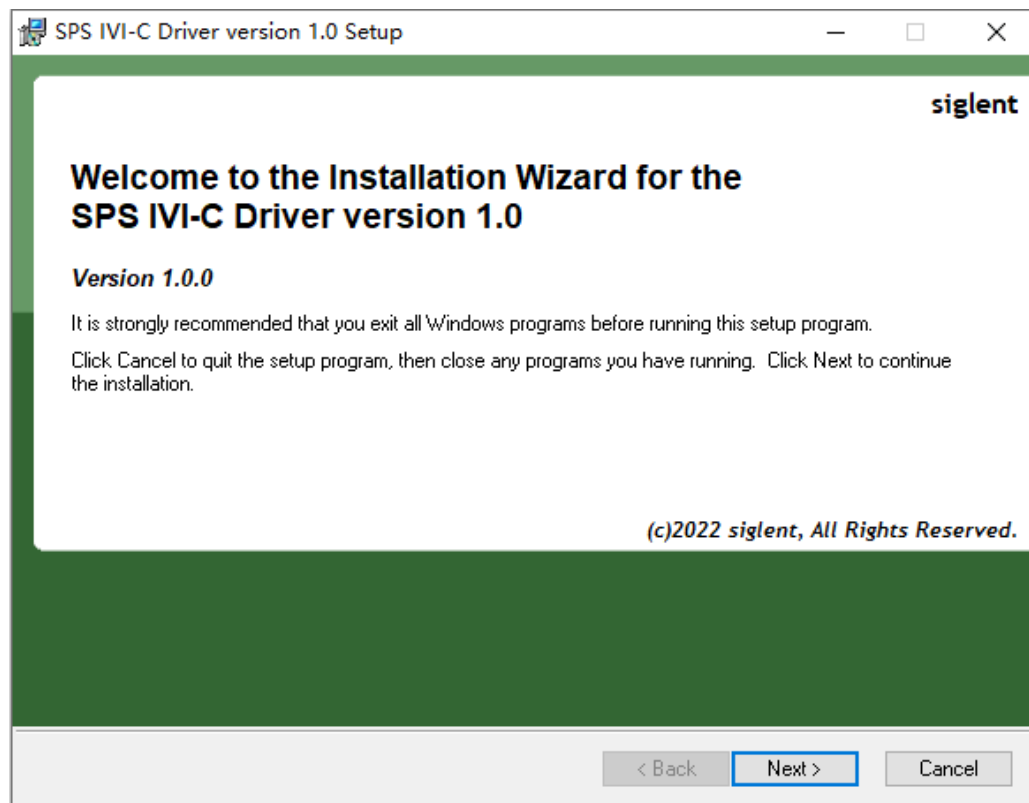 SPS IVI-C Driver version 1.0 Setup
siglent
Welcome to the Installation Wizard for the
SPS IVI-C Driver version 1.0
Version 1.0.0
It is strongly recommended that you exit all Windows programs before running this setup program.
Click Cancel to quit the setup program, then close any programs you have running.  Click Next to continue
the installation.
(c)2022 siglent, All Rights Reserved.
< Back
Next >
Cancel